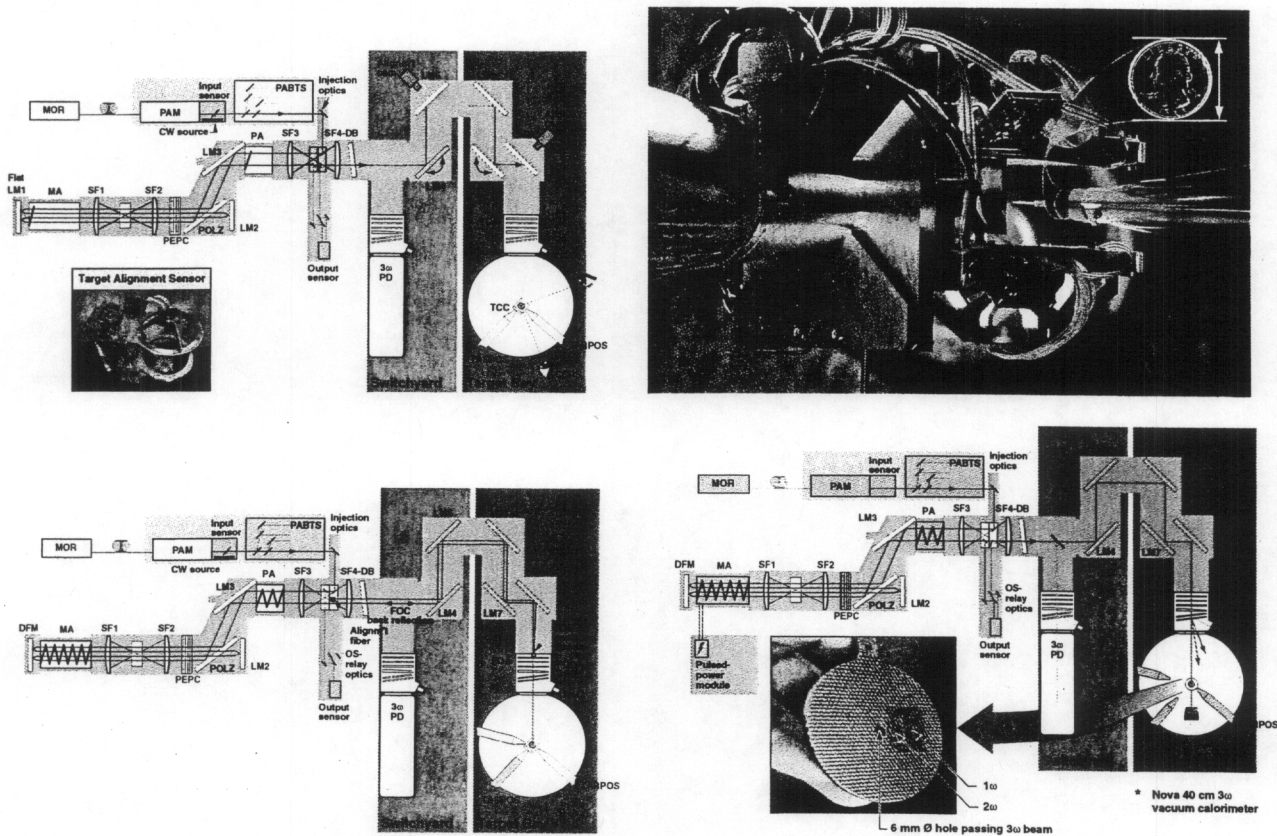 MOR
PAM
Input
sensor
PABTS
Injection
optics
CW source
LM3
PA
SF3
SF4-DB
Flat
LM1
MA
SF1
SF2
PEPC
POLZ
LM2
Output
sensor
3ω
PD
TCC
Switchyard
Target Alignment Sensor
MOR
PAM
Input
sensor
PABTS
Injection
optics
CW source
LM3
PA
SF3
SF4-DB
FOC
back reflection
LM4
LM7
Alignm't
fiber
DFM
MA
SF1
SF2
PEPC
POLZ
LM2
OS-
relay
optics
Output
sensor
3ω
PD
Switchyard
MOR
PAM
Input
sensor
PABTS
Injection
optics
LM3
PA
SF3
SF4-DB
LM4
LM7
DFM
MA
SF1
SF2
PEPC
POLZ
LM2
OS-
relay
optics
Output
sensor
Pulsed-
power
module
3ω
PD
1ω
2ω
6 mm Ø hole passing 3ω beam
* Nova 40 cm 3ω
vacuum calorimeter